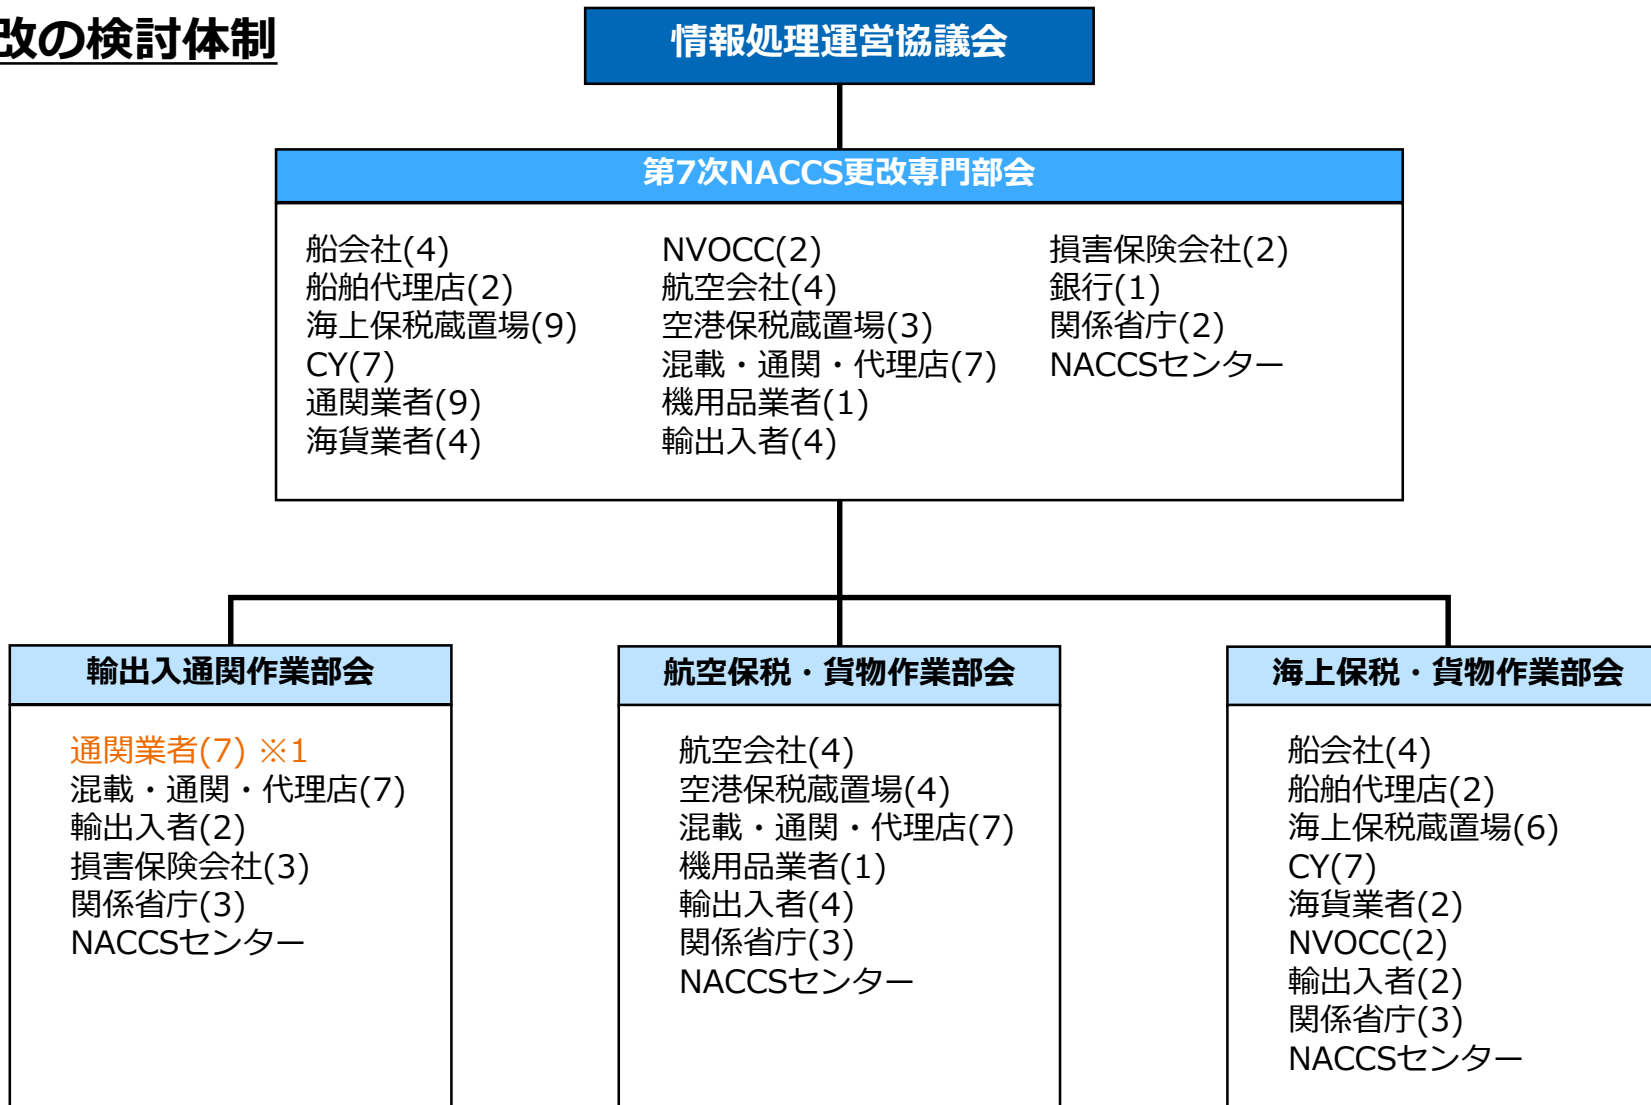 改の検討体制
情報処理運営協議会
第7次NACCS更改専門部会
船会社(4)
船舶代理店(2)
海上保税蔵置場(9)
CY(7)
通関業者(9)
海貨業者(4)
NVOCC(2)
航空会社(4)
空港保税蔵置場(3)
混載・通関・代理店(7)
機用品業者(1)
輸出入者(4)
損害保険会社(2)
銀行(1)
関係省庁(2)
NACCSセンター
輸出入通関作業部会
通関業者(7) ※1
混載・通関・代理店(7)
輸出入者(2)
損害保険会社(3)
関係省庁(3)
NACCSセンター
航空保税・貨物作業部会
航空会社(4)
空港保税蔵置場(4)
混載・通関・代理店(7)
機用品業者(1)
輸出入者(4)
関係省庁(3)
NACCSセンター
海上保税・貨物作業部会
船会社(4)
船舶代理店(2)
海上保税蔵置場(6)
CY(7)
海貨業者(2)
NVOCC(2)
輸出入者(2)
関係省庁(3)
NACCSセンター